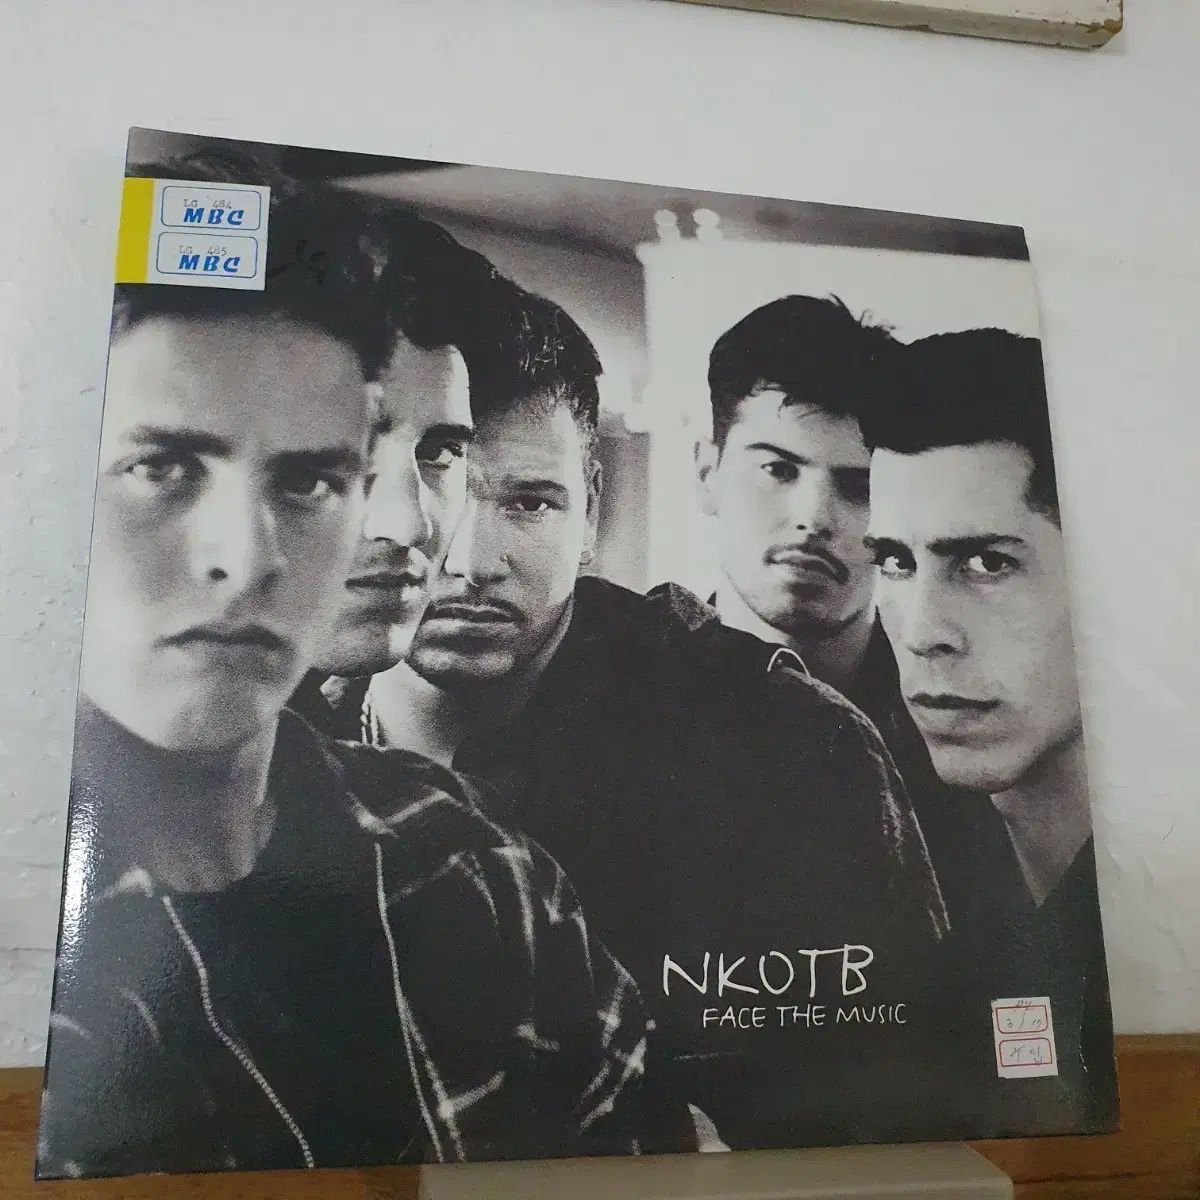 LG 484
MBC
LG 485
MBC
NKOTB
FACE THE MUSIC